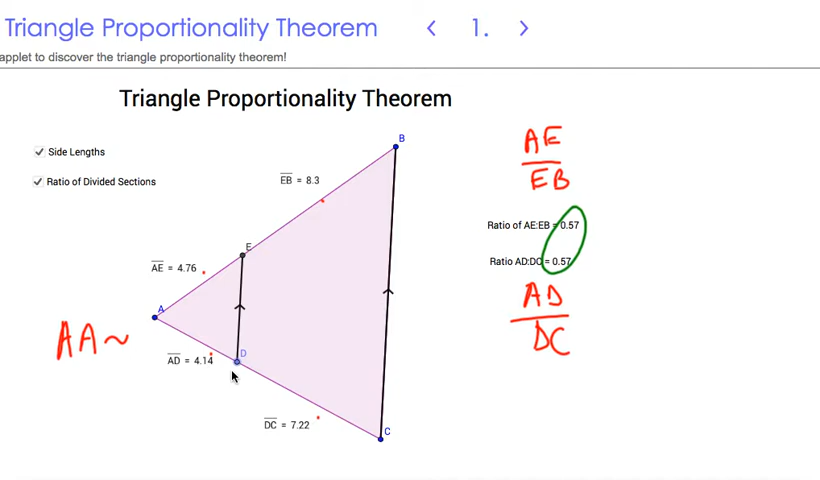 Triangle Proportionality Theorem < 1. >
applet to discover the triangle proportionality theorem!
Triangle Proportionality Theorem
B
AE
EB
Side Lengths
Ratio of Divided Sections
EB = 8.3
Ratio of AE:EB = 0.57
E
AE = 4.76
Ratio AD:DC = 0.57
A
AD
DC
AA~
D
AD = 4.14
DC = 7.22
C